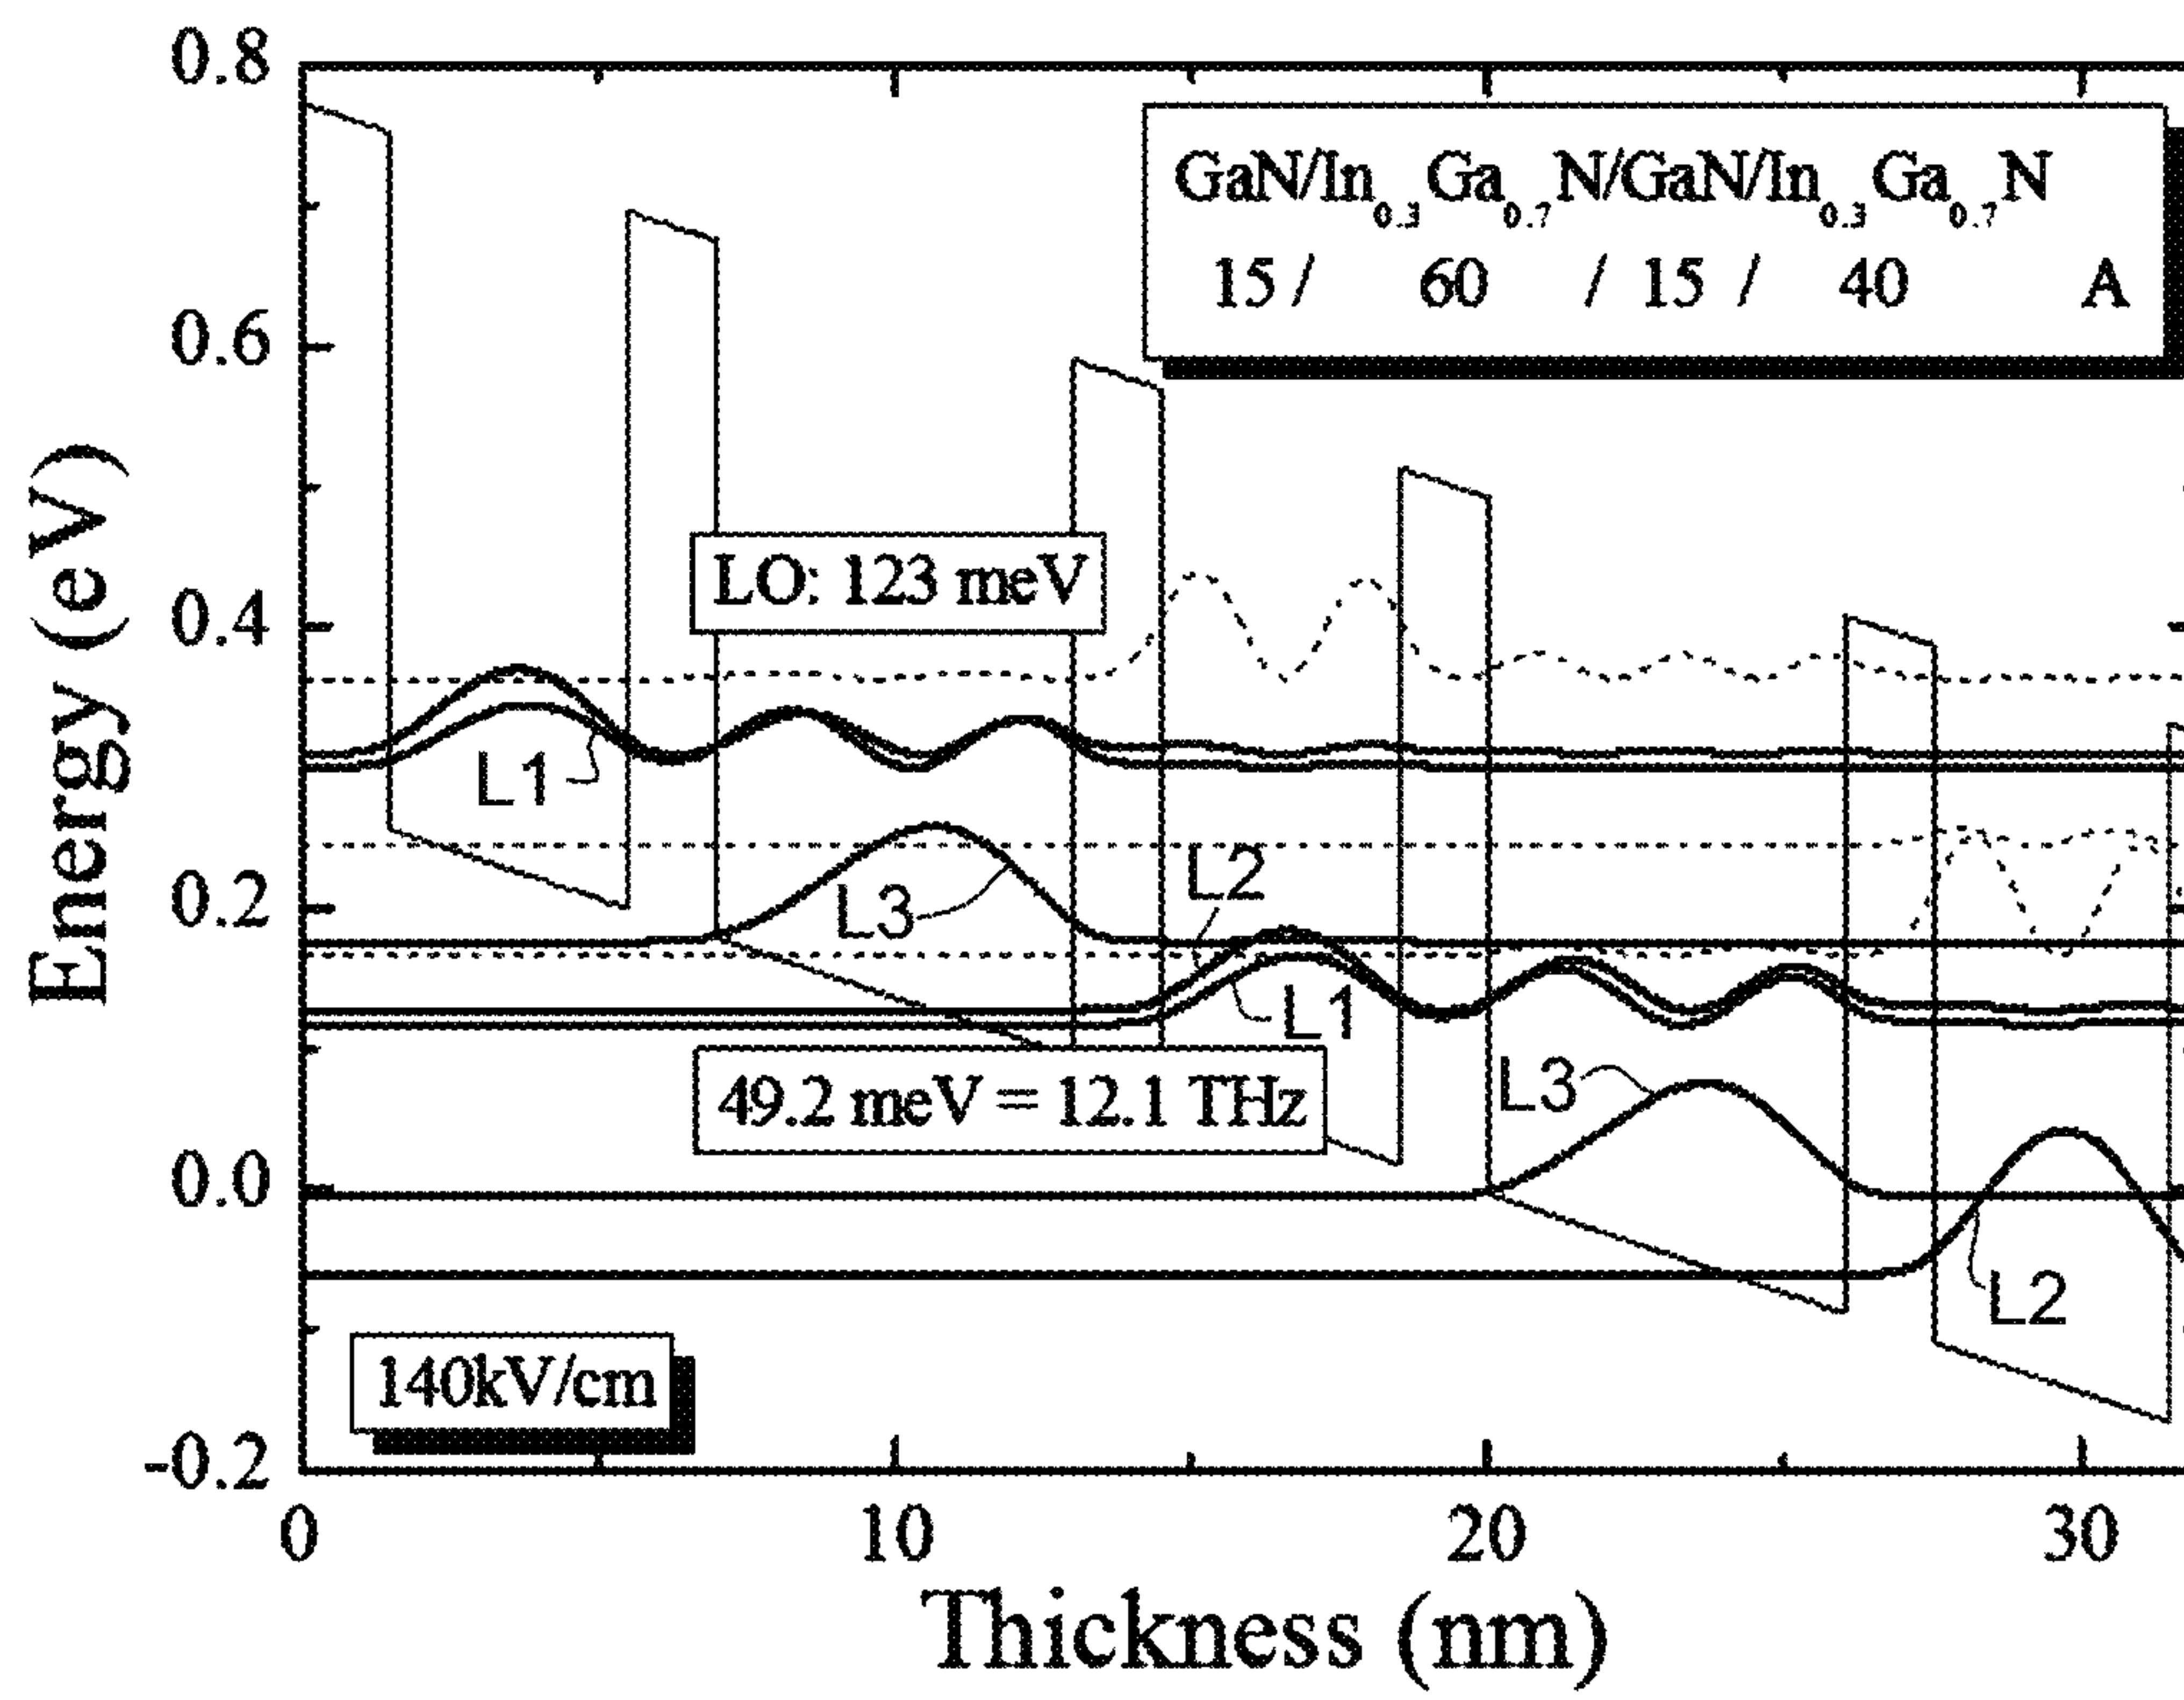 0.8
0.6
0.4
0.2
0.0
-0.2
Energy (eV)
GaN/In0.3Ga0.7N/GaN/In0.3Ga0.7N
15 / 60 / 15 / 40 A
LO: 123 meV
L1
L3
L2
L1
49.2 meV = 12.1 THz
L3
L2
140kV/cm
0 10 20 30
Thickness (nm)